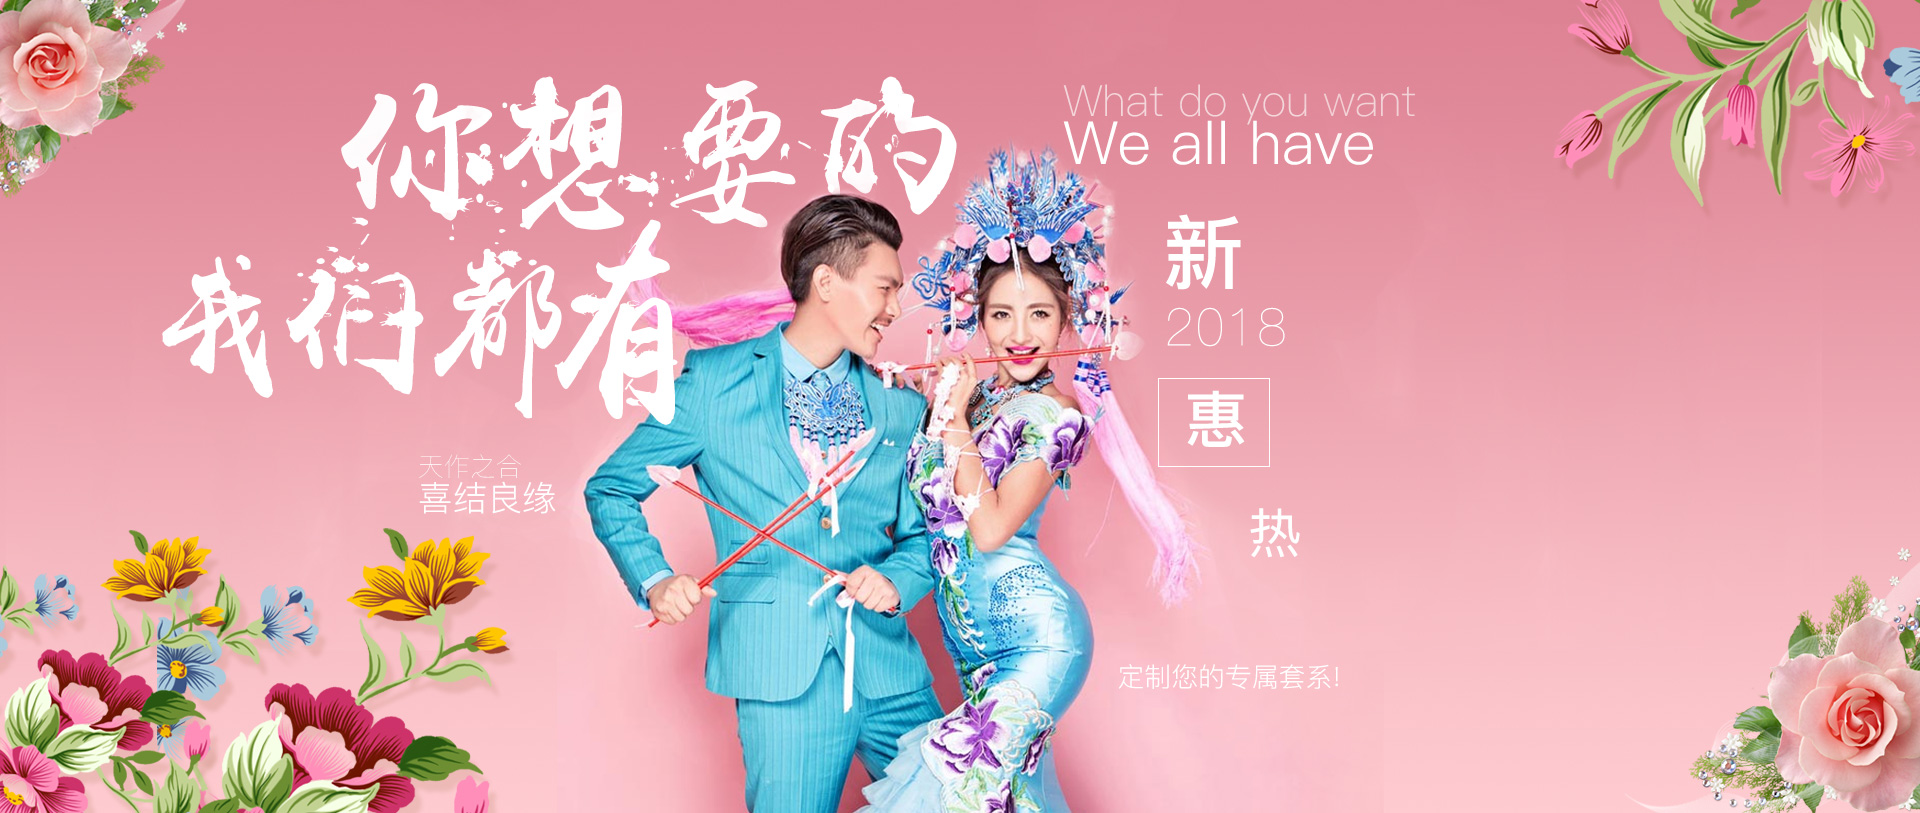 你想要的
我们都有
What do you want
We all have
新
2018
惠
热
天作之合
喜结良缘
定制您的专属套系!